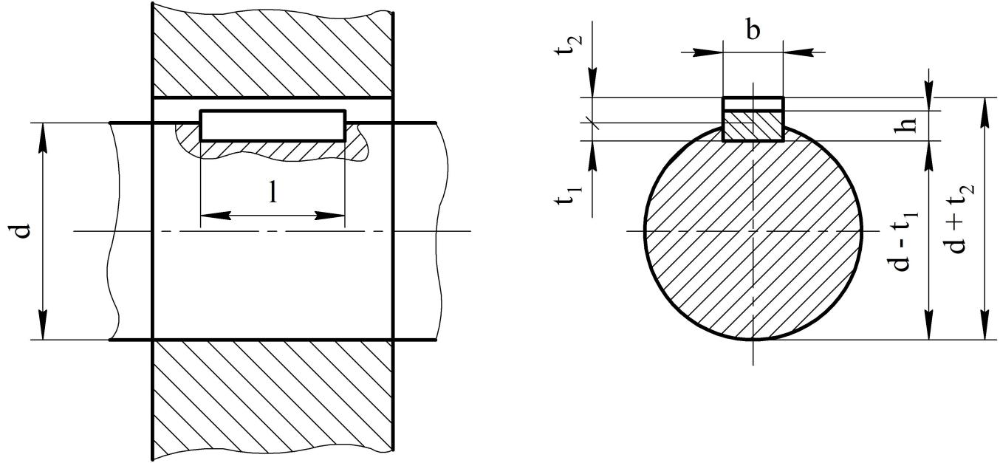 d
l
t₂
t₁
b
h
d - t₁
d + t₂